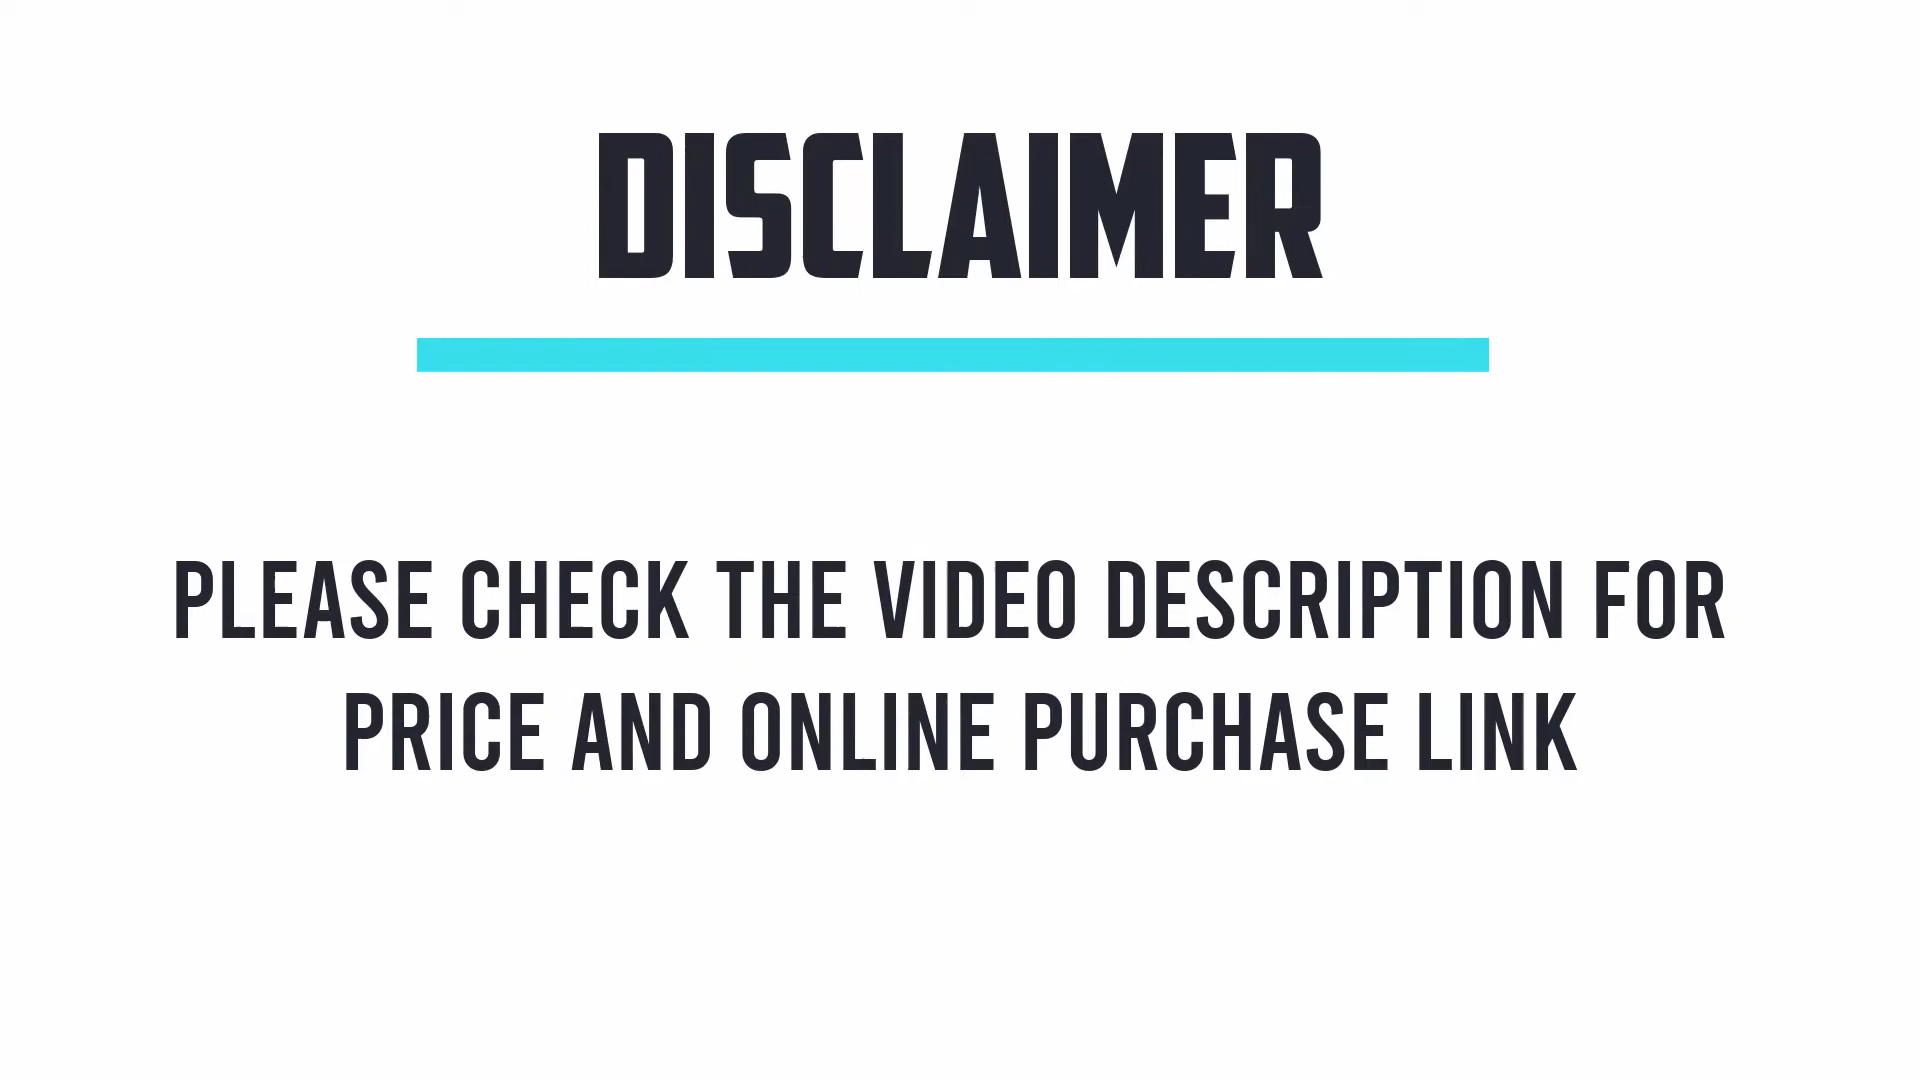 DISCLAIMER
PLEASE CHECK THE VIDEO DESCRIPTION FOR
PRICE AND ONLINE PURCHASE LINK